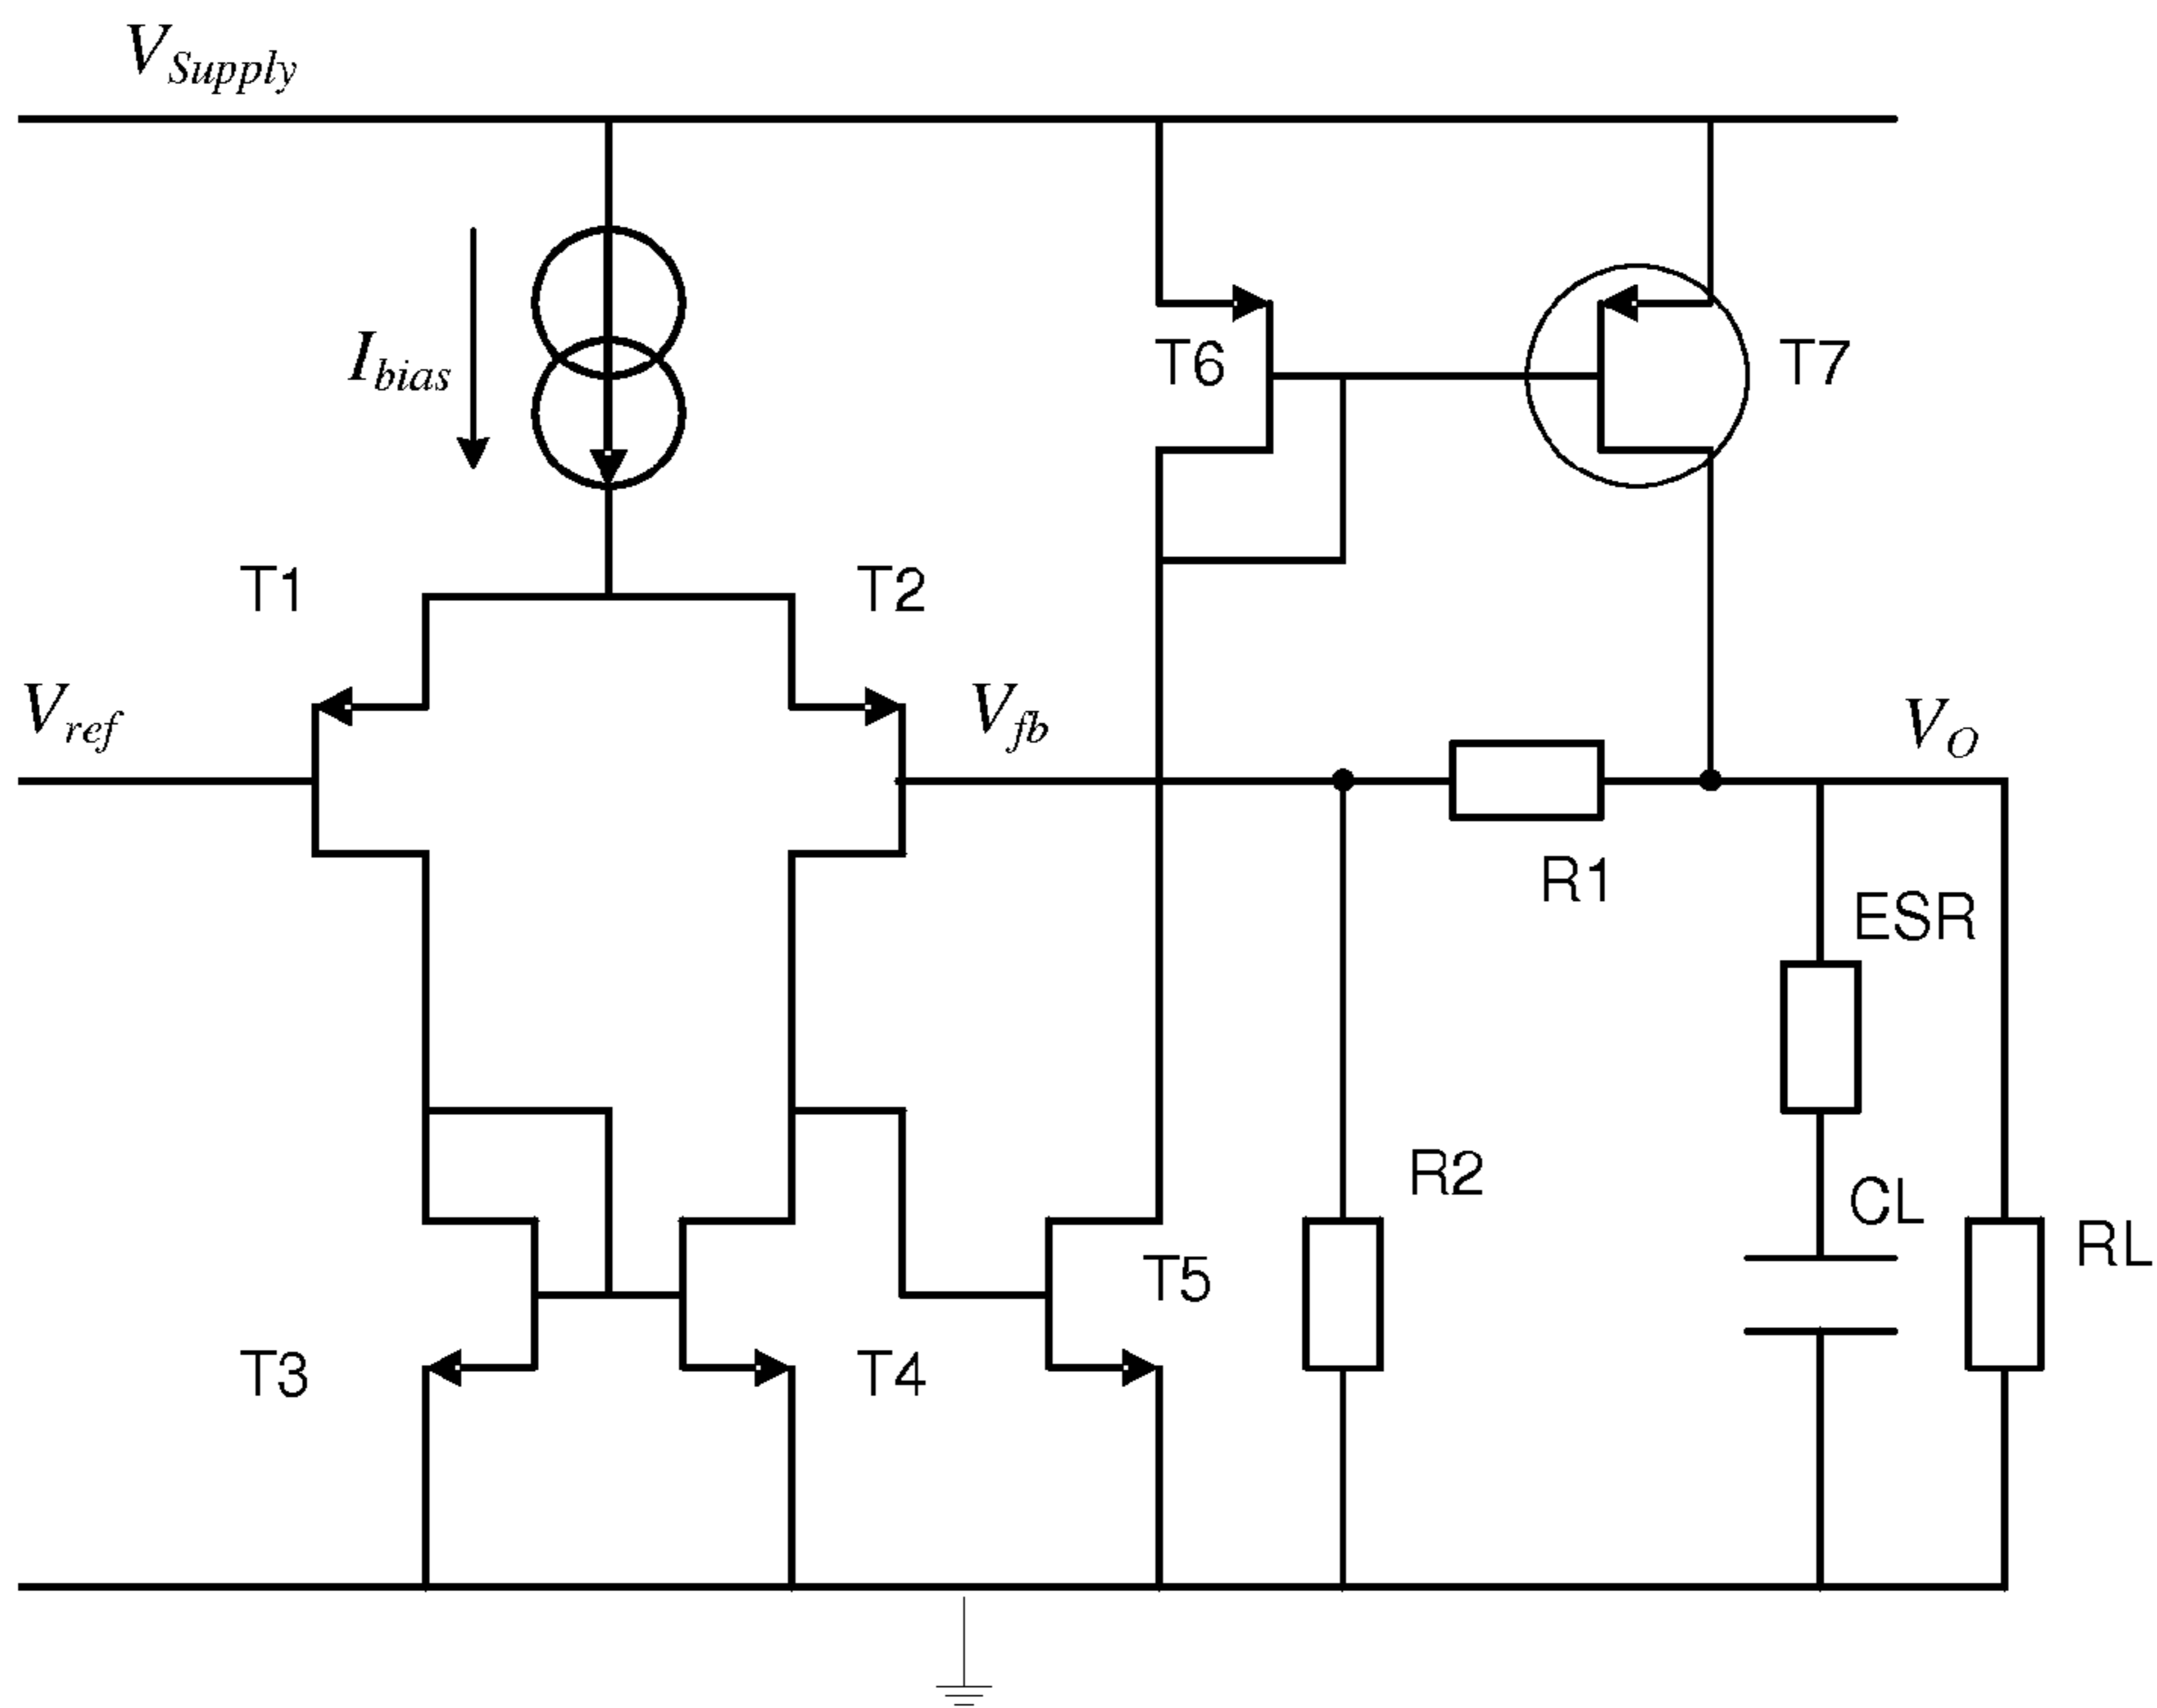 V_Supply
I_bias
T6
T7
T1
T2
V_ref
V_fb
V_O
R1
ESR
R2
CL
T5
RL
T3
T4